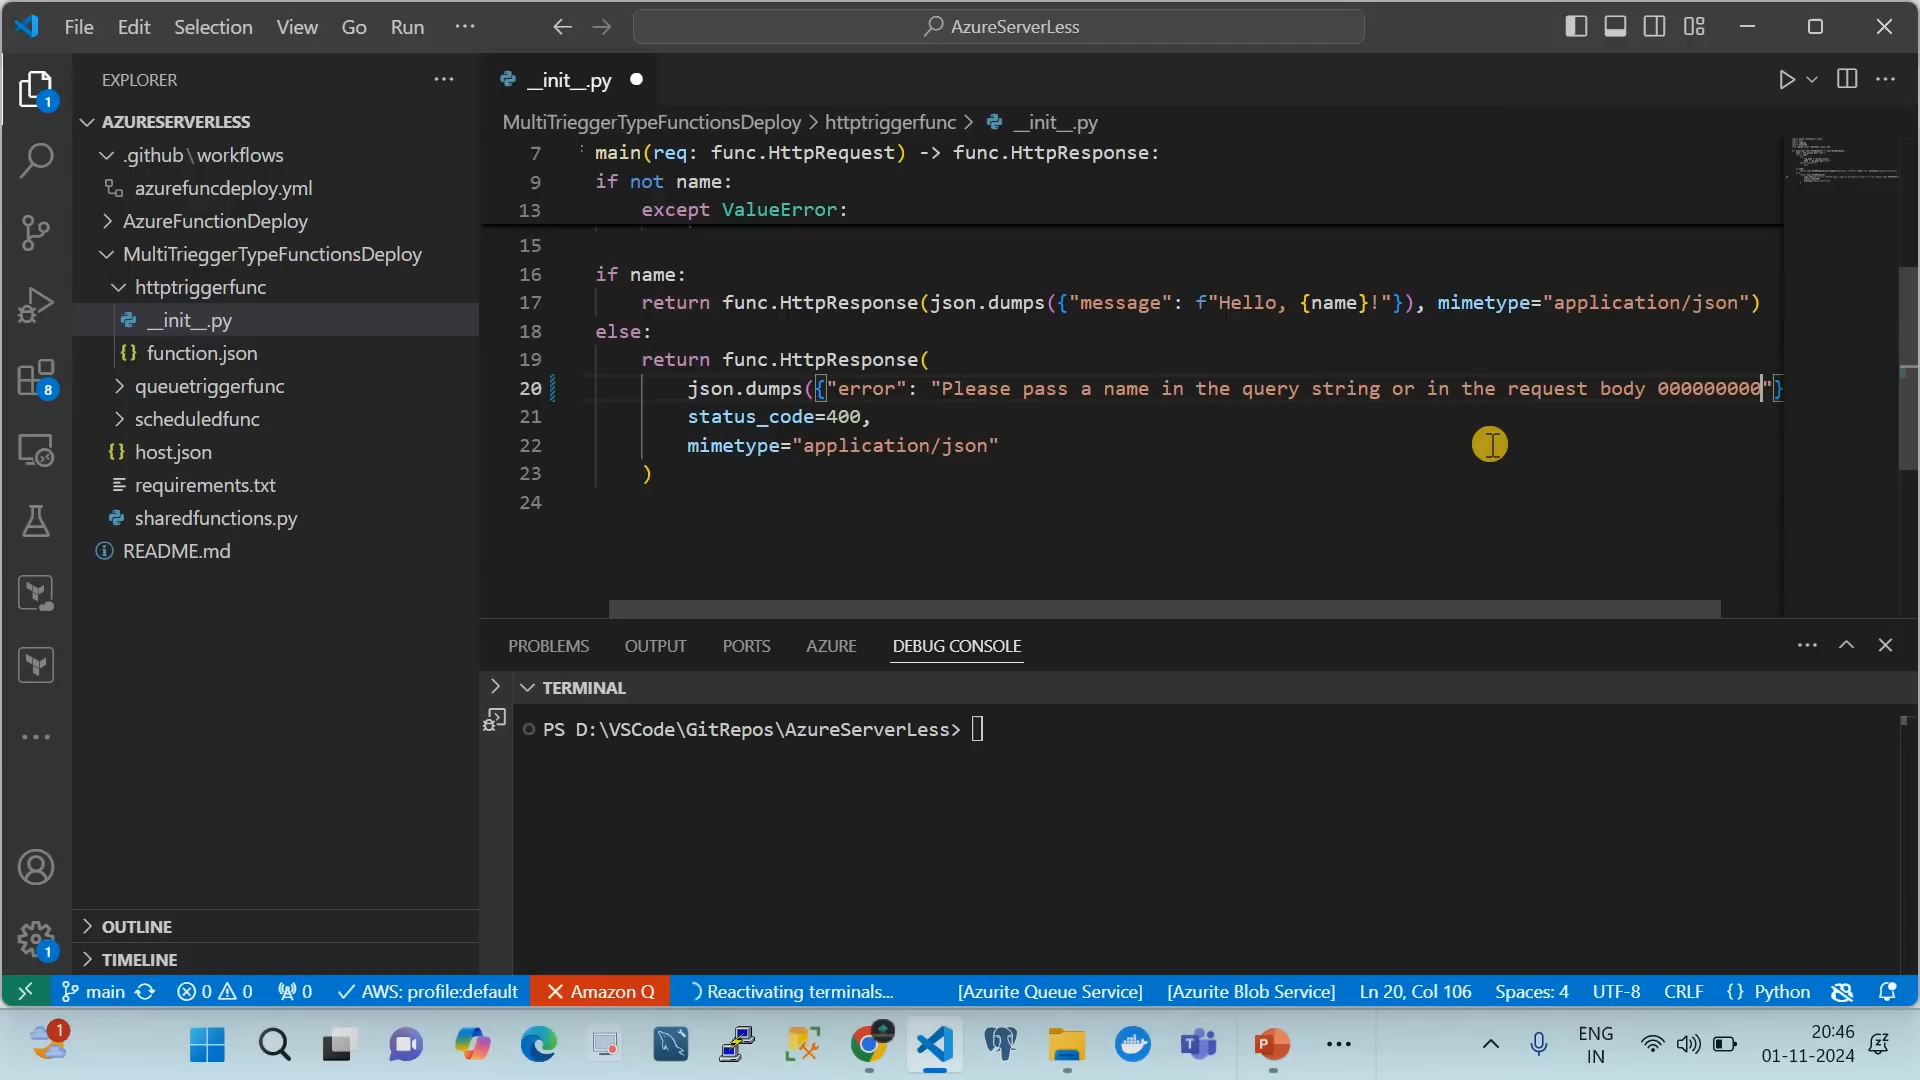 File Edit Selection View Go Run ... AzureServerLess
EXPLORER
AZURESERVERLESS
.github\workflows
azurefuncdeploy.yml
AzureFunctionDeploy
MultiTrieggerTypeFunctionsDeploy
httptriggerfunc
__init__.py
function.json
queuetriggerfunc
scheduledfunc
host.json
requirements.txt
sharedfunctions.py
README.md
OUTLINE
TIMELINE
1
8
1
__init__.py
MultiTrieggerTypeFunctionsDeploy > httptriggerfunc > __init__.py
7 main(req: func.HttpRequest) -> func.HttpResponse:
9 if not name:
13 except ValueError:
15
16 if name:
17 return func.HttpResponse(json.dumps({"message": f"Hello, {name}!"}), mimetype="application/json")
18 else:
19 return func.HttpResponse(
20 json.dumps({"error": "Please pass a name in the query string or in the request body 000000000"}
21 status_code=400,
22 mimetype="application/json"
23 )
24
PROBLEMS OUTPUT PORTS AZURE DEBUG CONSOLE
TERMINAL
PS D:\VSCode\GitRepos\AzureServerLess>
main 0 0 0 AWS: profile:default Amazon Q Reactivating terminals... [Azurite Queue Service] [Azurite Blob Service] Ln 20, Col 106 Spaces: 4 UTF-8 CRLF {} Python
1
ENG
IN
20:46
01-11-2024